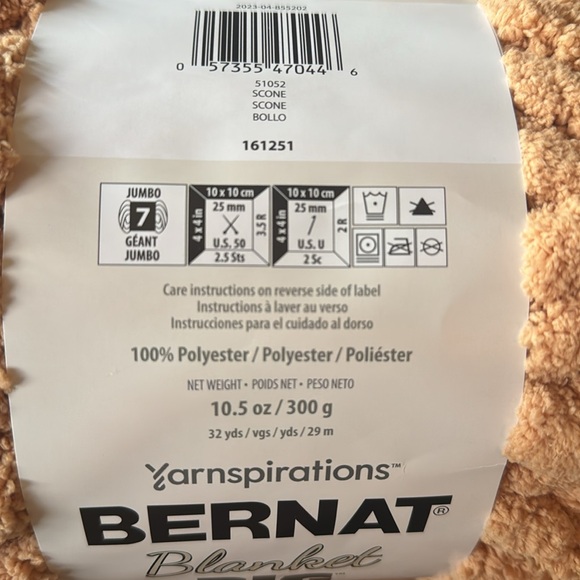 2023-04-855202
0 57355 47044 6
51052
SCONE
SCONE
BOLLO
161251
JUMBO
7
GÉANT
JUMBO
10 x 10 cm
4 x 4 in
25 mm
U.S. 50
3.5 R
2.5 Sts
10 x 10 cm
4 x 4 in
25 mm
U.S. U
2 R
2 Sc
Care instructions on reverse side of label
Instructions à laver au verso
Instrucciones para el cuidado al dorso
100% Polyester / Polyester / Poliéster
NET WEIGHT • POIDS NET • PESO NETO
10.5 oz / 300 g
32 yds / vgs / yds / 29 m
Yarnspirations™
BERNAT®
Blanket
BIG™